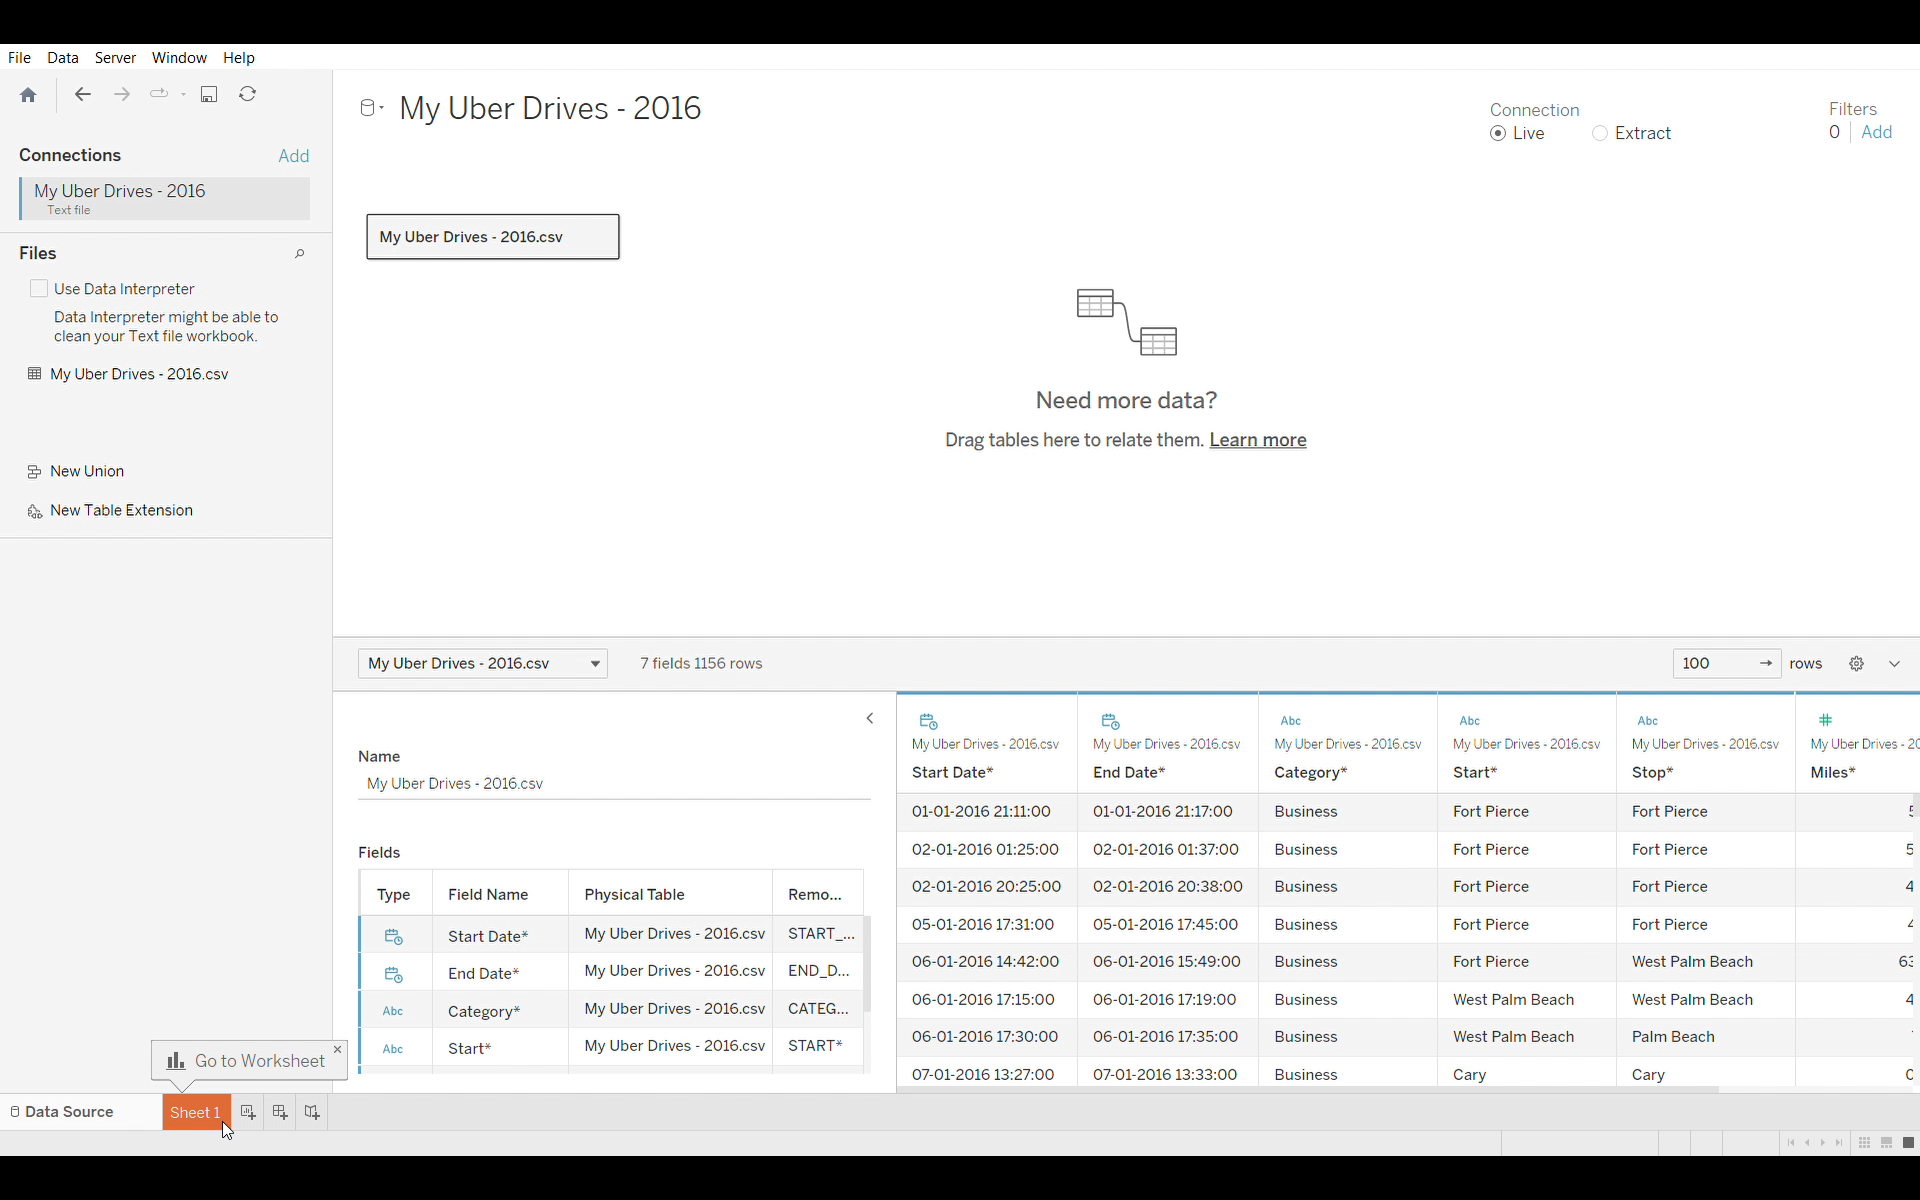 File Data Server Window Help
My Uber Drives - 2016
Connection
Live Extract
Filters
0 Add
Connections Add
My Uber Drives - 2016
Text file
Files
Use Data Interpreter
Data Interpreter might be able to
clean your Text file workbook.
My Uber Drives - 2016.csv
New Union
New Table Extension
My Uber Drives - 2016.csv
Need more data?
Drag tables here to relate them. Learn more
My Uber Drives - 2016.csv 7 fields 1156 rows 100 rows
Name
My Uber Drives - 2016.csv
Fields
Type Field Name Physical Table Remo...
Start Date* My Uber Drives - 2016.csv START_...
End Date* My Uber Drives - 2016.csv END_D...
Abc Category* My Uber Drives - 2016.csv CATEG...
Abc Start* My Uber Drives - 2016.csv START*
Abc Abc Abc #
My Uber Drives - 2016.csv My Uber Drives - 2016.csv My Uber Drives - 2016.csv My Uber Drives - 2016.csv My Uber Drives - 2016.csv My Uber Drives - 20
Start Date* End Date* Category* Start* Stop* Miles*
01-01-2016 21:11:00 01-01-2016 21:17:00 Business Fort Pierce Fort Pierce 5
02-01-2016 01:25:00 02-01-2016 01:37:00 Business Fort Pierce Fort Pierce 5
02-01-2016 20:25:00 02-01-2016 20:38:00 Business Fort Pierce Fort Pierce 4
05-01-2016 17:31:00 05-01-2016 17:45:00 Business Fort Pierce Fort Pierce 4
06-01-2016 14:42:00 06-01-2016 15:49:00 Business Fort Pierce West Palm Beach 63
06-01-2016 17:15:00 06-01-2016 17:19:00 Business West Palm Beach West Palm Beach 4
06-01-2016 17:30:00 06-01-2016 17:35:00 Business West Palm Beach Palm Beach
07-01-2016 13:27:00 07-01-2016 13:33:00 Business Cary Cary 0
Go to Worksheet
Data Source Sheet 1